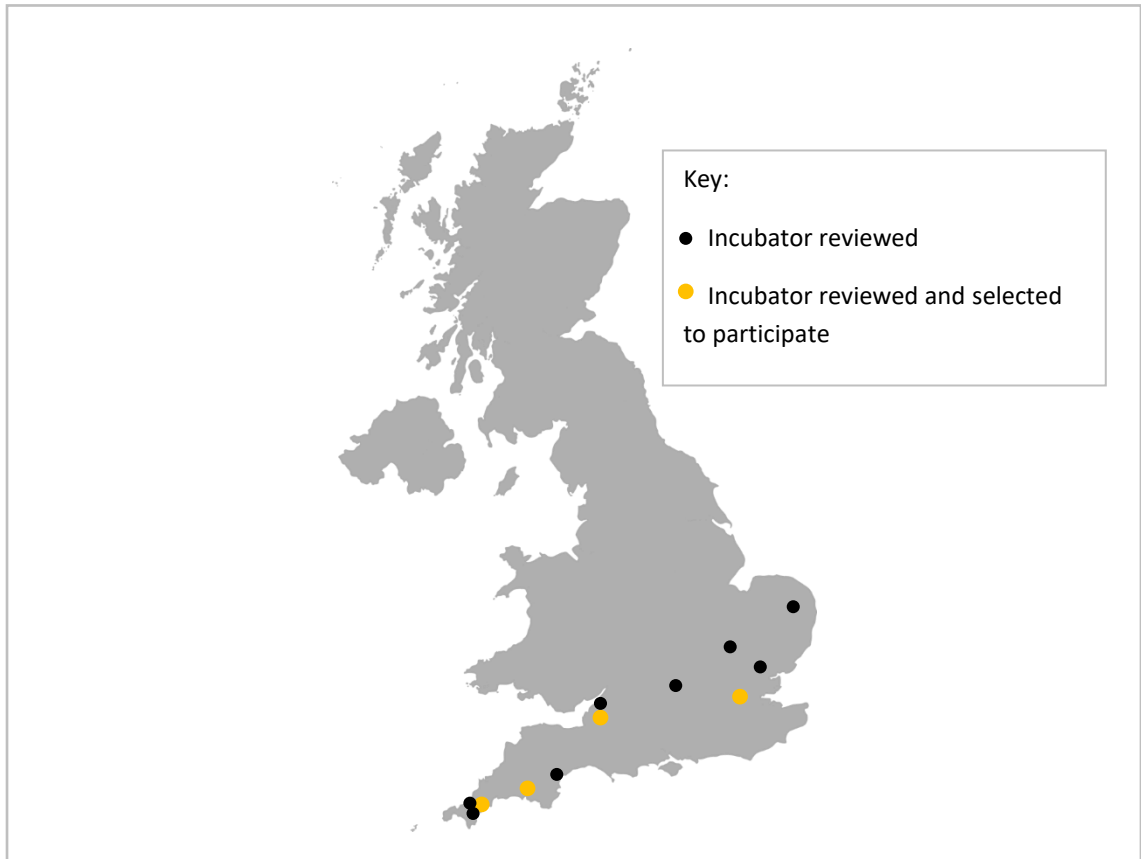 Key:
Incubator reviewed
Incubator reviewed and selected
to participate